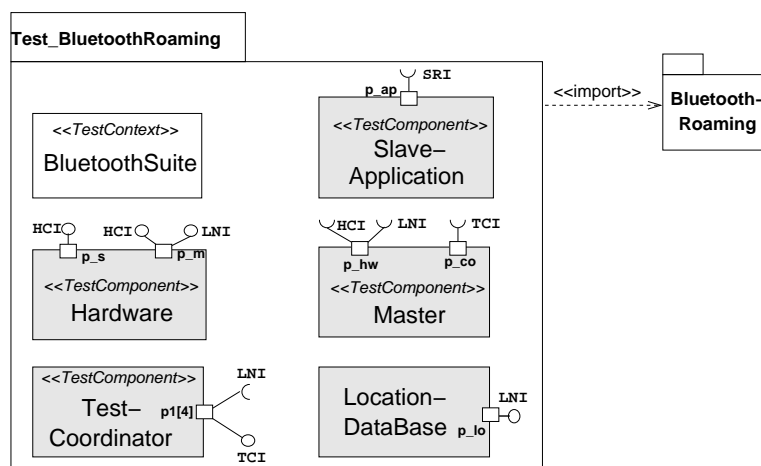 Test_BluetoothRoaming
<<import>>
Bluetooth-
Roaming
<<TestContext>>
BluetoothSuite
SRI
p_ap
<<TestComponent>>
Slave-
Application
HCI
HCI
LNI
p_s
p_m
<<TestComponent>>
Hardware
HCI
LNI
TCI
p_hw
p_co
<<TestComponent>>
Master
<<TestComponent>>
Test-
Coordinator
p1[4]
LNI
TCI
Location-
DataBase
p_lo
LNI